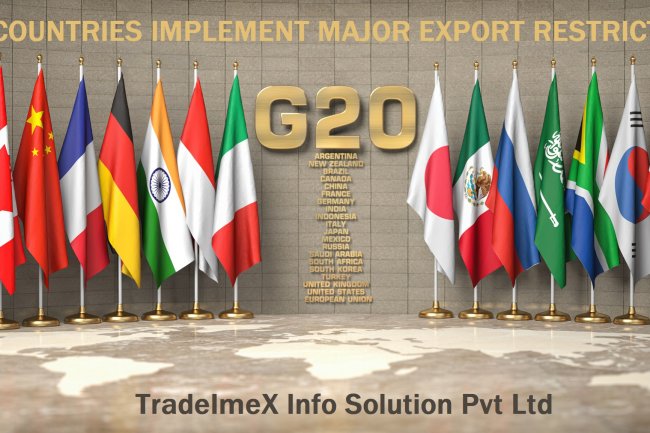 COUNTRIES IMPLEMENT MAJOR EXPORT RESTRICT
G20
ARGENTINA
NEW ZEALAND
BRAZIL
CANADA
CHINA
FRANCE
GERMANY
INDIA
INDONESIA
ITALY
JAPAN
MEXICO
RUSSIA
SAUDI ARABIA
SOUTH AFRICA
SOUTH KOREA
TURKEY
UNITED KINGDOM
UNITED STATES
EUROPEAN UNION
TradeImeX Info Solution Pvt Ltd